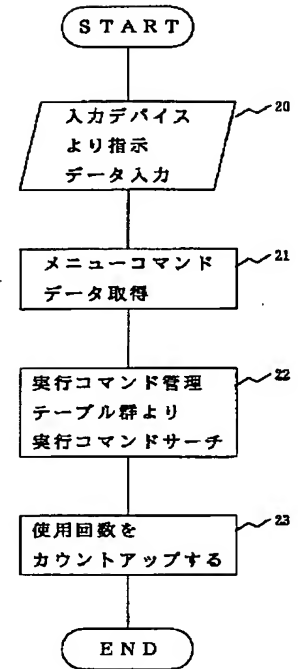 START
入力デバイス
より指示
データ入力
20
メニューコマンド
データ取得
21
実行コマンド管理
テーブル群より
実行コマンドサーチ
22
使用回数を
カウントアップする
23
END